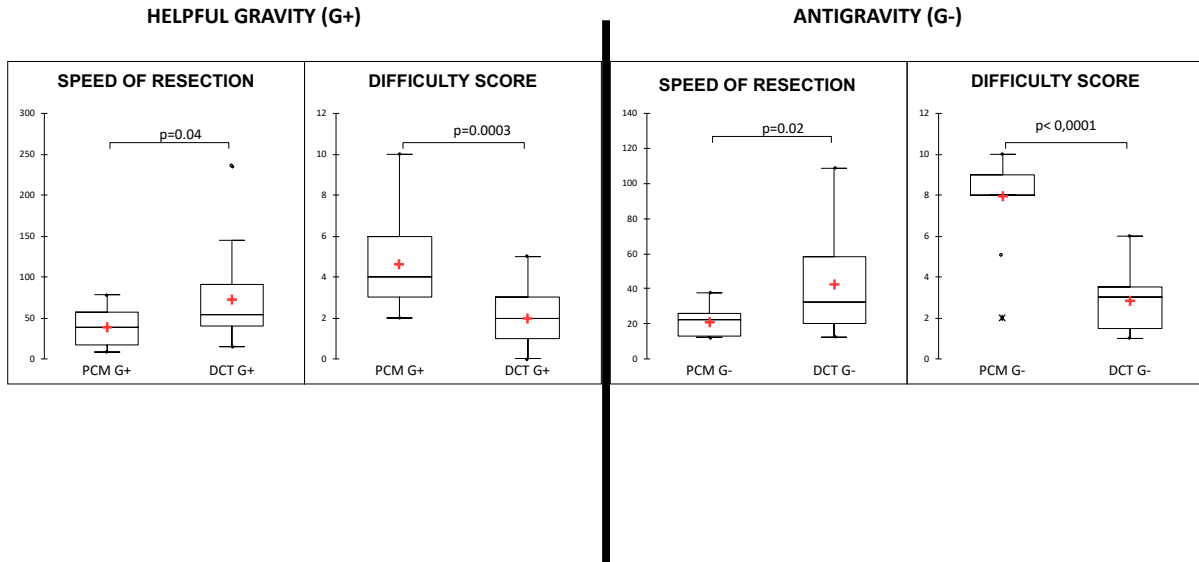 HELPFUL GRAVITY (G+)
ANTIGRAVITY (G-)
SPEED OF RESECTION
300
250
200
150
100
50
0
p=0.04
PCM G+
DCT G+
DIFFICULTY SCORE
12
10
8
6
4
2
0
p=0.0003
PCM G+
DCT G+
SPEED OF RESECTION
140
120
100
80
60
40
20
0
p=0.02
PCM G-
DCT G-
DIFFICULTY SCORE
12
10
8
6
4
2
0
p< 0,0001
PCM G-
DCT G-